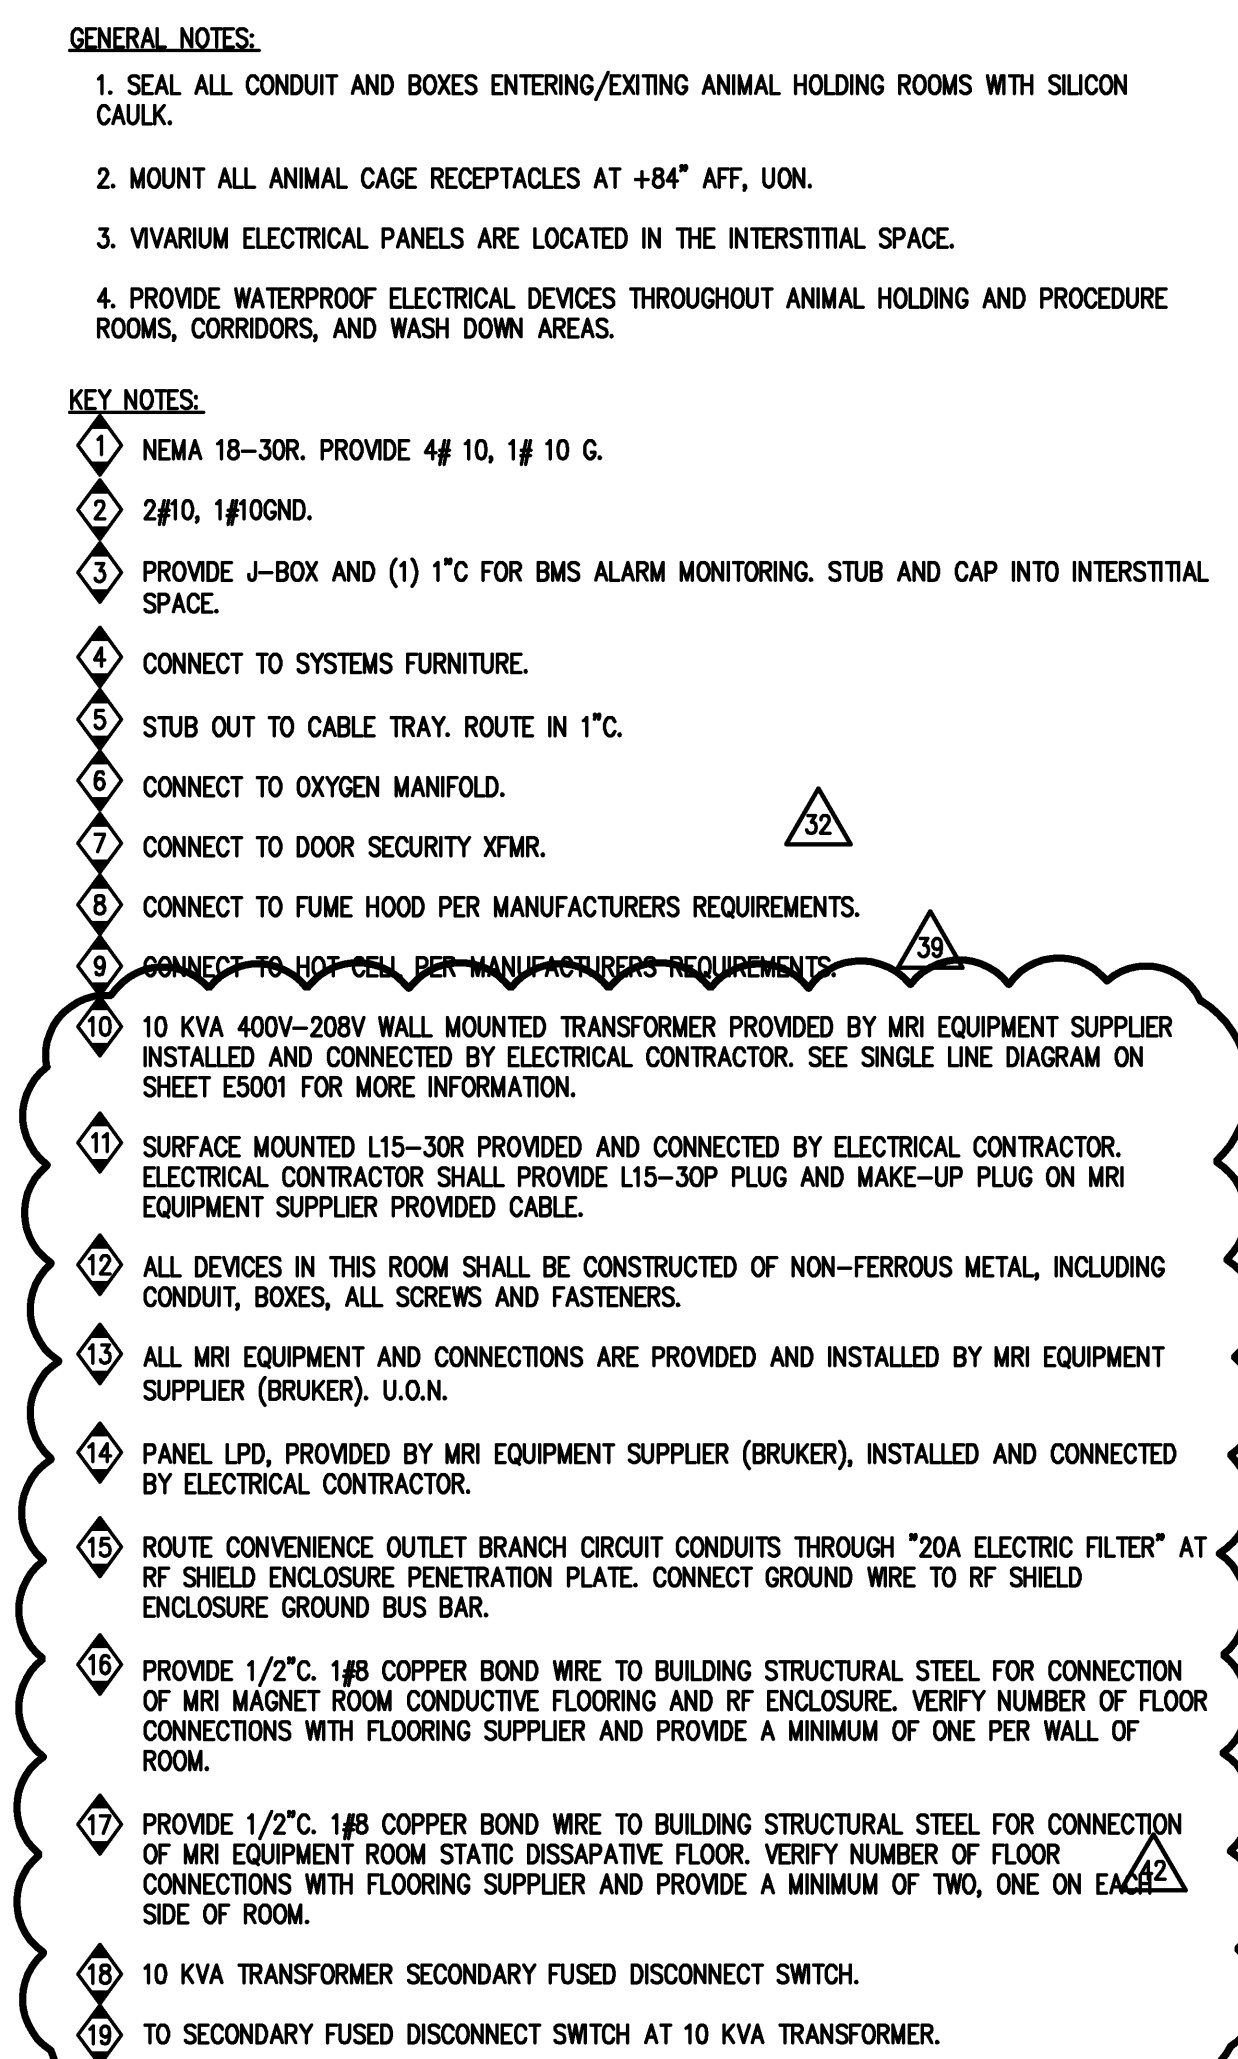 GENERAL NOTES:
1. SEAL ALL CONDUIT AND BOXES ENTERING/EXITING ANIMAL HOLDING ROOMS WITH SILICON
CAULK.
2. MOUNT ALL ANIMAL CAGE RECEPTACLES AT +84" AFF, UON.
3. VIVARIUM ELECTRICAL PANELS ARE LOCATED IN THE INTERSTITIAL SPACE.
4. PROVIDE WATERPROOF ELECTRICAL DEVICES THROUGHOUT ANIMAL HOLDING AND PROCEDURE
ROOMS, CORRIDORS, AND WASH DOWN AREAS.
KEY NOTES:
1 NEMA 18-30R. PROVIDE 4# 10, 1# 10 G.
2 2#10, 1#10GND.
3 PROVIDE J-BOX AND (1) 1"C FOR BMS ALARM MONITORING. STUB AND CAP INTO INTERSTITIAL
SPACE.
4 CONNECT TO SYSTEMS FURNITURE.
5 STUB OUT TO CABLE TRAY. ROUTE IN 1"C.
6 CONNECT TO OXYGEN MANIFOLD.
32
7 CONNECT TO DOOR SECURITY XFMR.
8 CONNECT TO FUME HOOD PER MANUFACTURERS REQUIREMENTS.
39
9 CONNECT TO HOT CELL PER MANUFACTURERS REQUIREMENTS.
10 10 KVA 400V-208V WALL MOUNTED TRANSFORMER PROVIDED BY MRI EQUIPMENT SUPPLIER
INSTALLED AND CONNECTED BY ELECTRICAL CONTRACTOR. SEE SINGLE LINE DIAGRAM ON
SHEET E5001 FOR MORE INFORMATION.
11 SURFACE MOUNTED L15-30R PROVIDED AND CONNECTED BY ELECTRICAL CONTRACTOR.
ELECTRICAL CONTRACTOR SHALL PROVIDE L15-30P PLUG AND MAKE-UP PLUG ON MRI
EQUIPMENT SUPPLIER PROVIDED CABLE.
12 ALL DEVICES IN THIS ROOM SHALL BE CONSTRUCTED OF NON-FERROUS METAL, INCLUDING
CONDUIT, BOXES, ALL SCREWS AND FASTENERS.
13 ALL MRI EQUIPMENT AND CONNECTIONS ARE PROVIDED AND INSTALLED BY MRI EQUIPMENT
SUPPLIER (BRUKER). U.O.N.
14 PANEL LPD, PROVIDED BY MRI EQUIPMENT SUPPLIER (BRUKER), INSTALLED AND CONNECTED
BY ELECTRICAL CONTRACTOR.
15 ROUTE CONVENIENCE OUTLET BRANCH CIRCUIT CONDUITS THROUGH "20A ELECTRIC FILTER" AT
RF SHIELD ENCLOSURE PENETRATION PLATE. CONNECT GROUND WIRE TO RF SHIELD
ENCLOSURE GROUND BUS BAR.
16 PROVIDE 1/2"C. 1#8 COPPER BOND WIRE TO BUILDING STRUCTURAL STEEL FOR CONNECTION
OF MRI MAGNET ROOM CONDUCTIVE FLOORING AND RF ENCLOSURE. VERIFY NUMBER OF FLOOR
CONNECTIONS WITH FLOORING SUPPLIER AND PROVIDE A MINIMUM OF ONE PER WALL OF
ROOM.
17 PROVIDE 1/2"C. 1#8 COPPER BOND WIRE TO BUILDING STRUCTURAL STEEL FOR CONNECTION
OF MRI EQUIPMENT ROOM STATIC DISSAPATIVE FLOOR. VERIFY NUMBER OF FLOOR
CONNECTIONS WITH FLOORING SUPPLIER AND PROVIDE A MINIMUM OF TWO, ONE ON EACH
42
SIDE OF ROOM.
18 10 KVA TRANSFORMER SECONDARY FUSED DISCONNECT SWITCH.
19 TO SECONDARY FUSED DISCONNECT SWITCH AT 10 KVA TRANSFORMER.